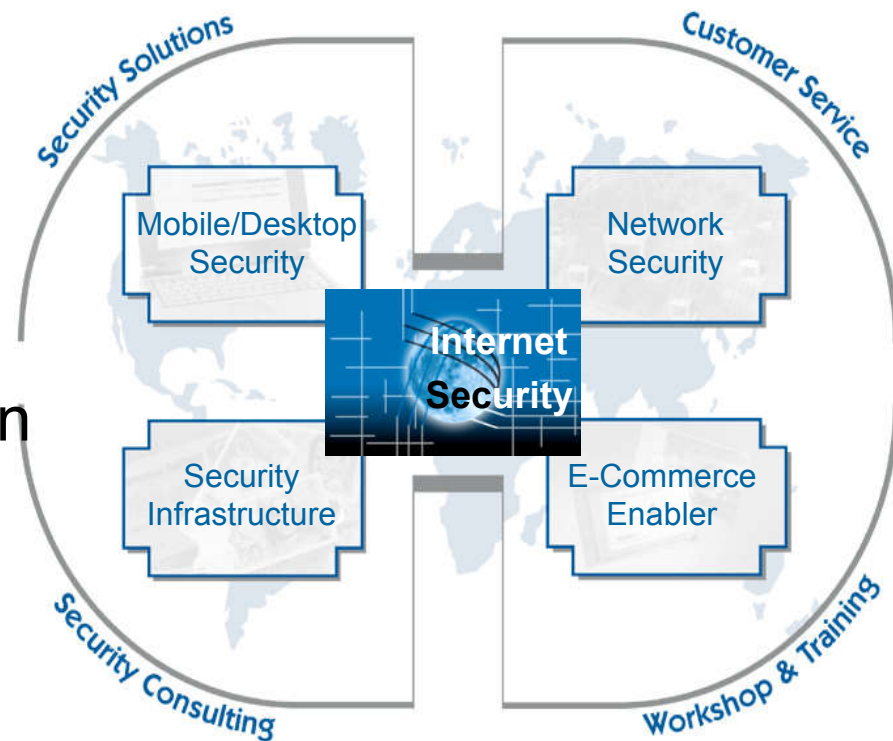 Security Solutions
Customer Service
Mobile/Desktop
Security
Network
Security
Internet
Security
n
Security
Infrastructure
E-Commerce
Enabler
Security Consulting
Workshop & Training